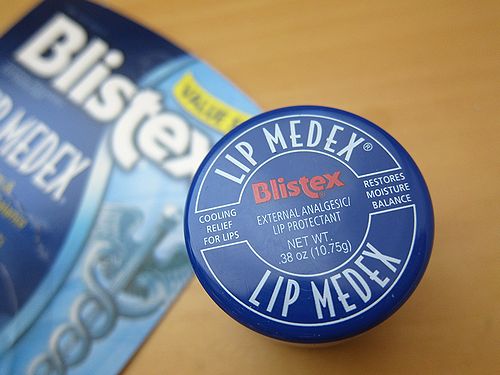 Blistex
VALUE
MEDEX
LIP MEDEX®
Blistex
EXTERNAL ANALGESIC/
LIP PROTECTANT
NET WT.
.38 oz (10.75g)
COOLING
RELIEF
FOR LIPS
RESTORES
MOISTURE
BALANCE
LIP MEDEX